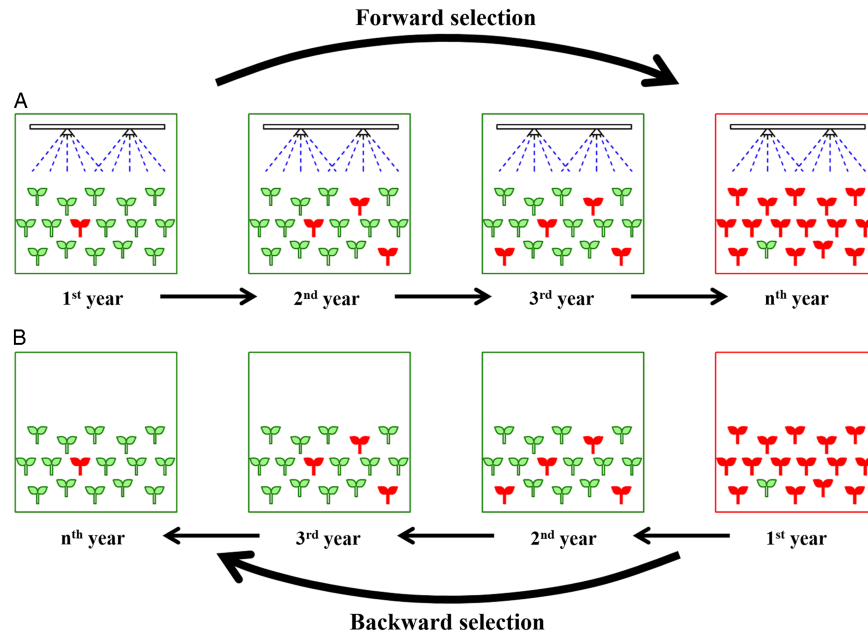 Forward selection
A
1st year
2nd year
3rd year
nth year
B
nth year
3rd year
2nd year
1st year
Backward selection